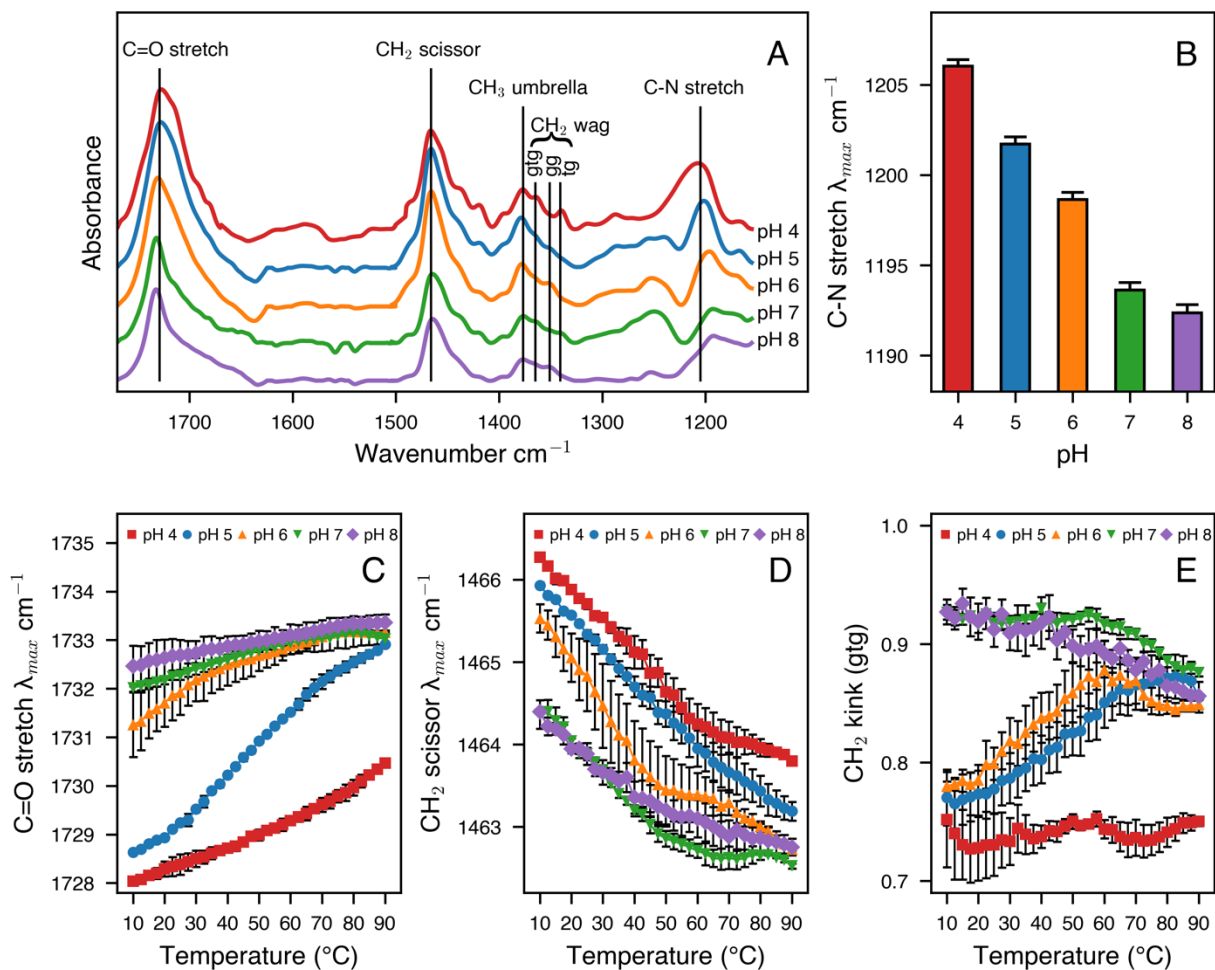 C=O stretch
CH₂ scissor
A
CH₃ umbrella
C-N stretch
CH₂ wag
gtg
gg
tg
pH 4
pH 5
pH 6
pH 7
pH 8
Absorbance
1700
1600
1500
1400
1300
1200
Wavenumber cm⁻¹
B
C-N stretch λₘₐₓ cm⁻¹
1205
1200
1195
1190
4
5
6
7
8
pH
pH 4 pH 5 pH 6 pH 7 pH 8
C
C=O stretch λₘₐₓ cm⁻¹
1735
1734
1733
1732
1731
1730
1729
1728
10 20 30 40 50 60 70 80 90
Temperature (°C)
pH 4 pH 5 pH 6 pH 7 pH 8
D
CH₂ scissor λₘₐₓ cm⁻¹
1466
1465
1464
1463
10 20 30 40 50 60 70 80 90
Temperature (°C)
pH 4 pH 5 pH 6 pH 7 pH 8
E
CH₂ kink (gtg)
1.0
0.9
0.8
0.7
10 20 30 40 50 60 70 80 90
Temperature (°C)